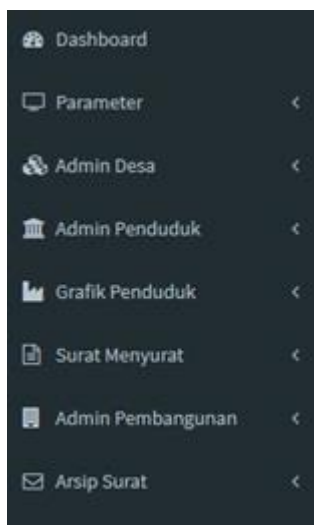 Dashboard
Parameter
Admin Desa
Admin Penduduk
Grafik Penduduk
Surat Menyurat
Admin Pembangunan
Arsip Surat